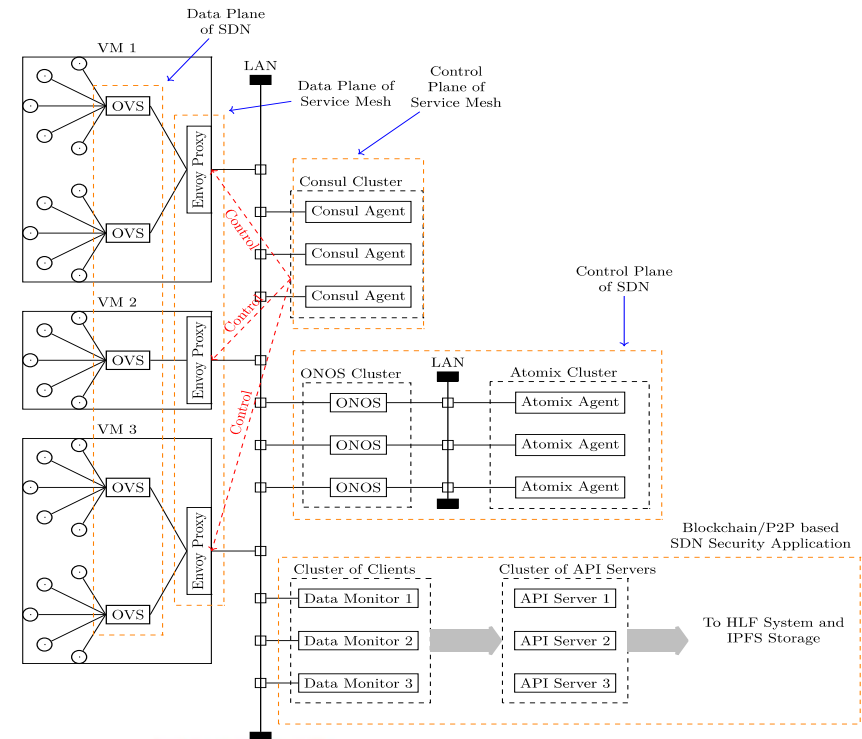 Data Plane
of SDN
VM 1
LAN
Control
Plane of
Service Mesh
Data Plane of
Service Mesh
OVS
Envoy Proxy
OVS
Consul Cluster
Consul Agent
Consul Agent
Consul Agent
Control
Control
Control
Control Plane
of SDN
VM 2
OVS
Envoy Proxy
LAN
ONOS Cluster
Atomix Cluster
ONOS
Atomix Agent
ONOS
Atomix Agent
ONOS
Atomix Agent
VM 3
OVS
Envoy Proxy
OVS
Blockchain/P2P based
SDN Security Application
Cluster of Clients
Cluster of API Servers
Data Monitor 1
API Server 1
Data Monitor 2
API Server 2
Data Monitor 3
API Server 3
To HLF System and
IPFS Storage